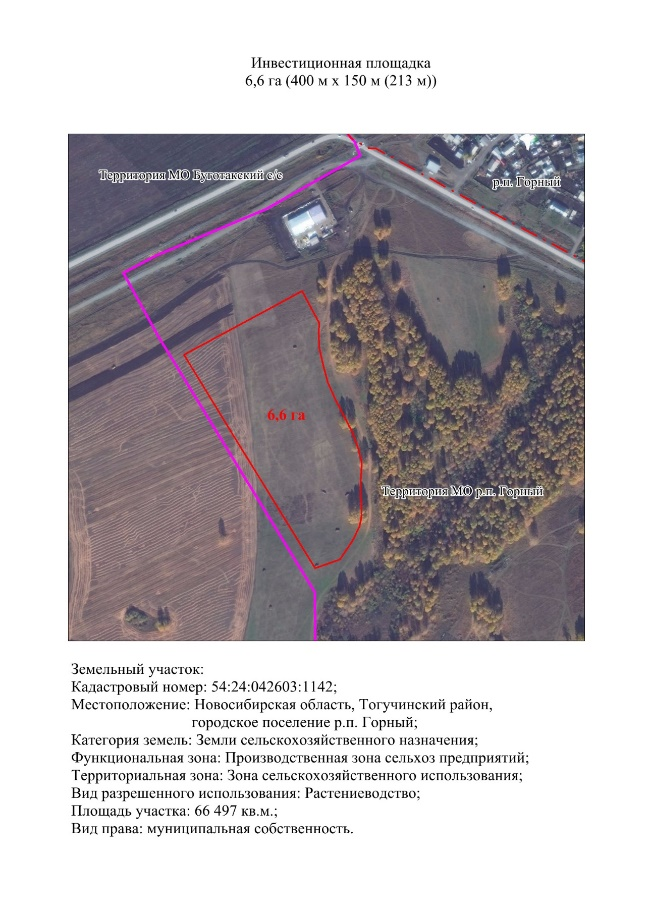 Инвестиционная площадка
6,6 га (400 м х 150 м (213 м))
Территория МО Буготакский с/с
р.п. Горный
6,6 га
Территория МО р.п. Горный
Земельный участок:
Кадастровый номер: 54:24:042603:1142;
Местоположение: Новосибирская область, Тогучинский район,
городское поселение р.п. Горный;
Категория земель: Земли сельскохозяйственного назначения;
Функциональная зона: Производственная зона сельхоз предприятий;
Территориальная зона: Зона сельскохозяйственного использования;
Вид разрешенного использования: Растениеводство;
Площадь участка: 66 497 кв.м.;
Вид права: муниципальная собственность.